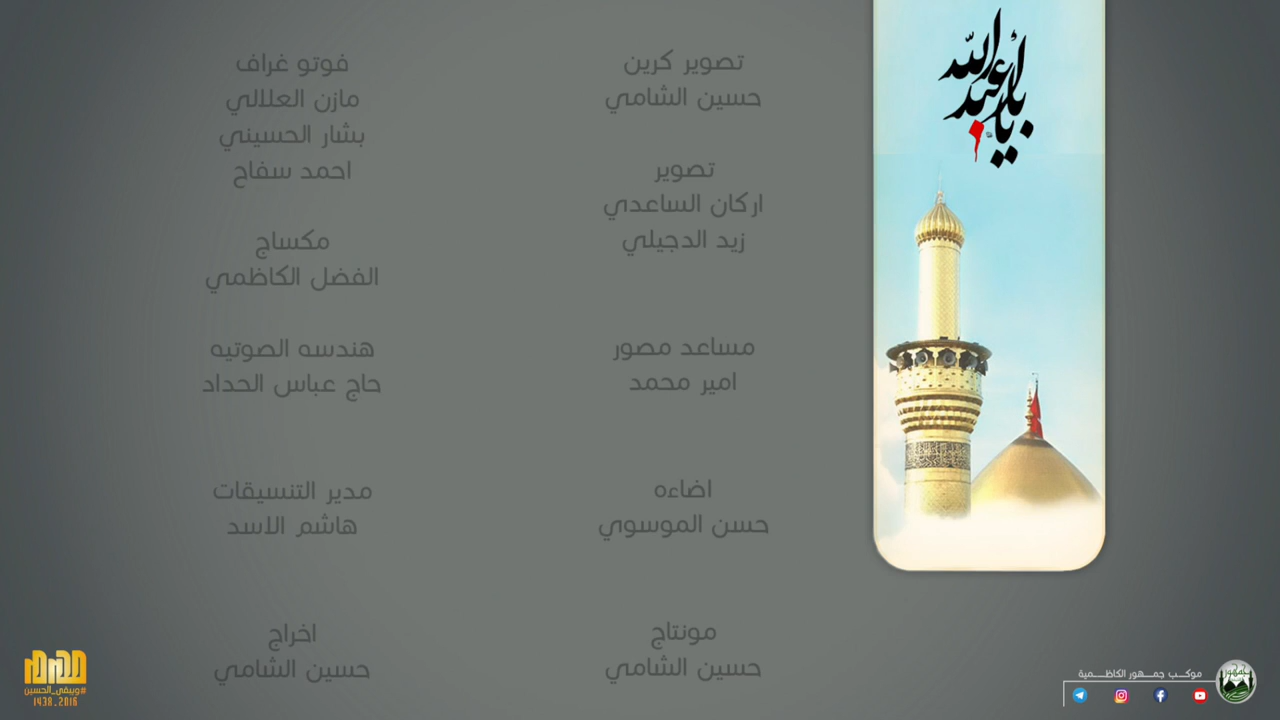 يا أبا عبد الله
تصوير كرين
حسين الشامي
تصوير
اركان الساعدي
زيد الدجيلي
مساعد مصور
امير محمد
اضاءه
حسن الموسوي
مونتاج
حسين الشامي
فوتو غراف
مازن العلالي
بشار الحسيني
احمد سفاح
مكساج
الفضل الكاظمي
هندسه الصوتيه
حاج عباس الحداد
مدير التنسيقات
هاشم الاسد
اخراج
حسين الشامي
موكب جمهور الكاظمية
محرم
#ويبقى_الحسين
1438.2016